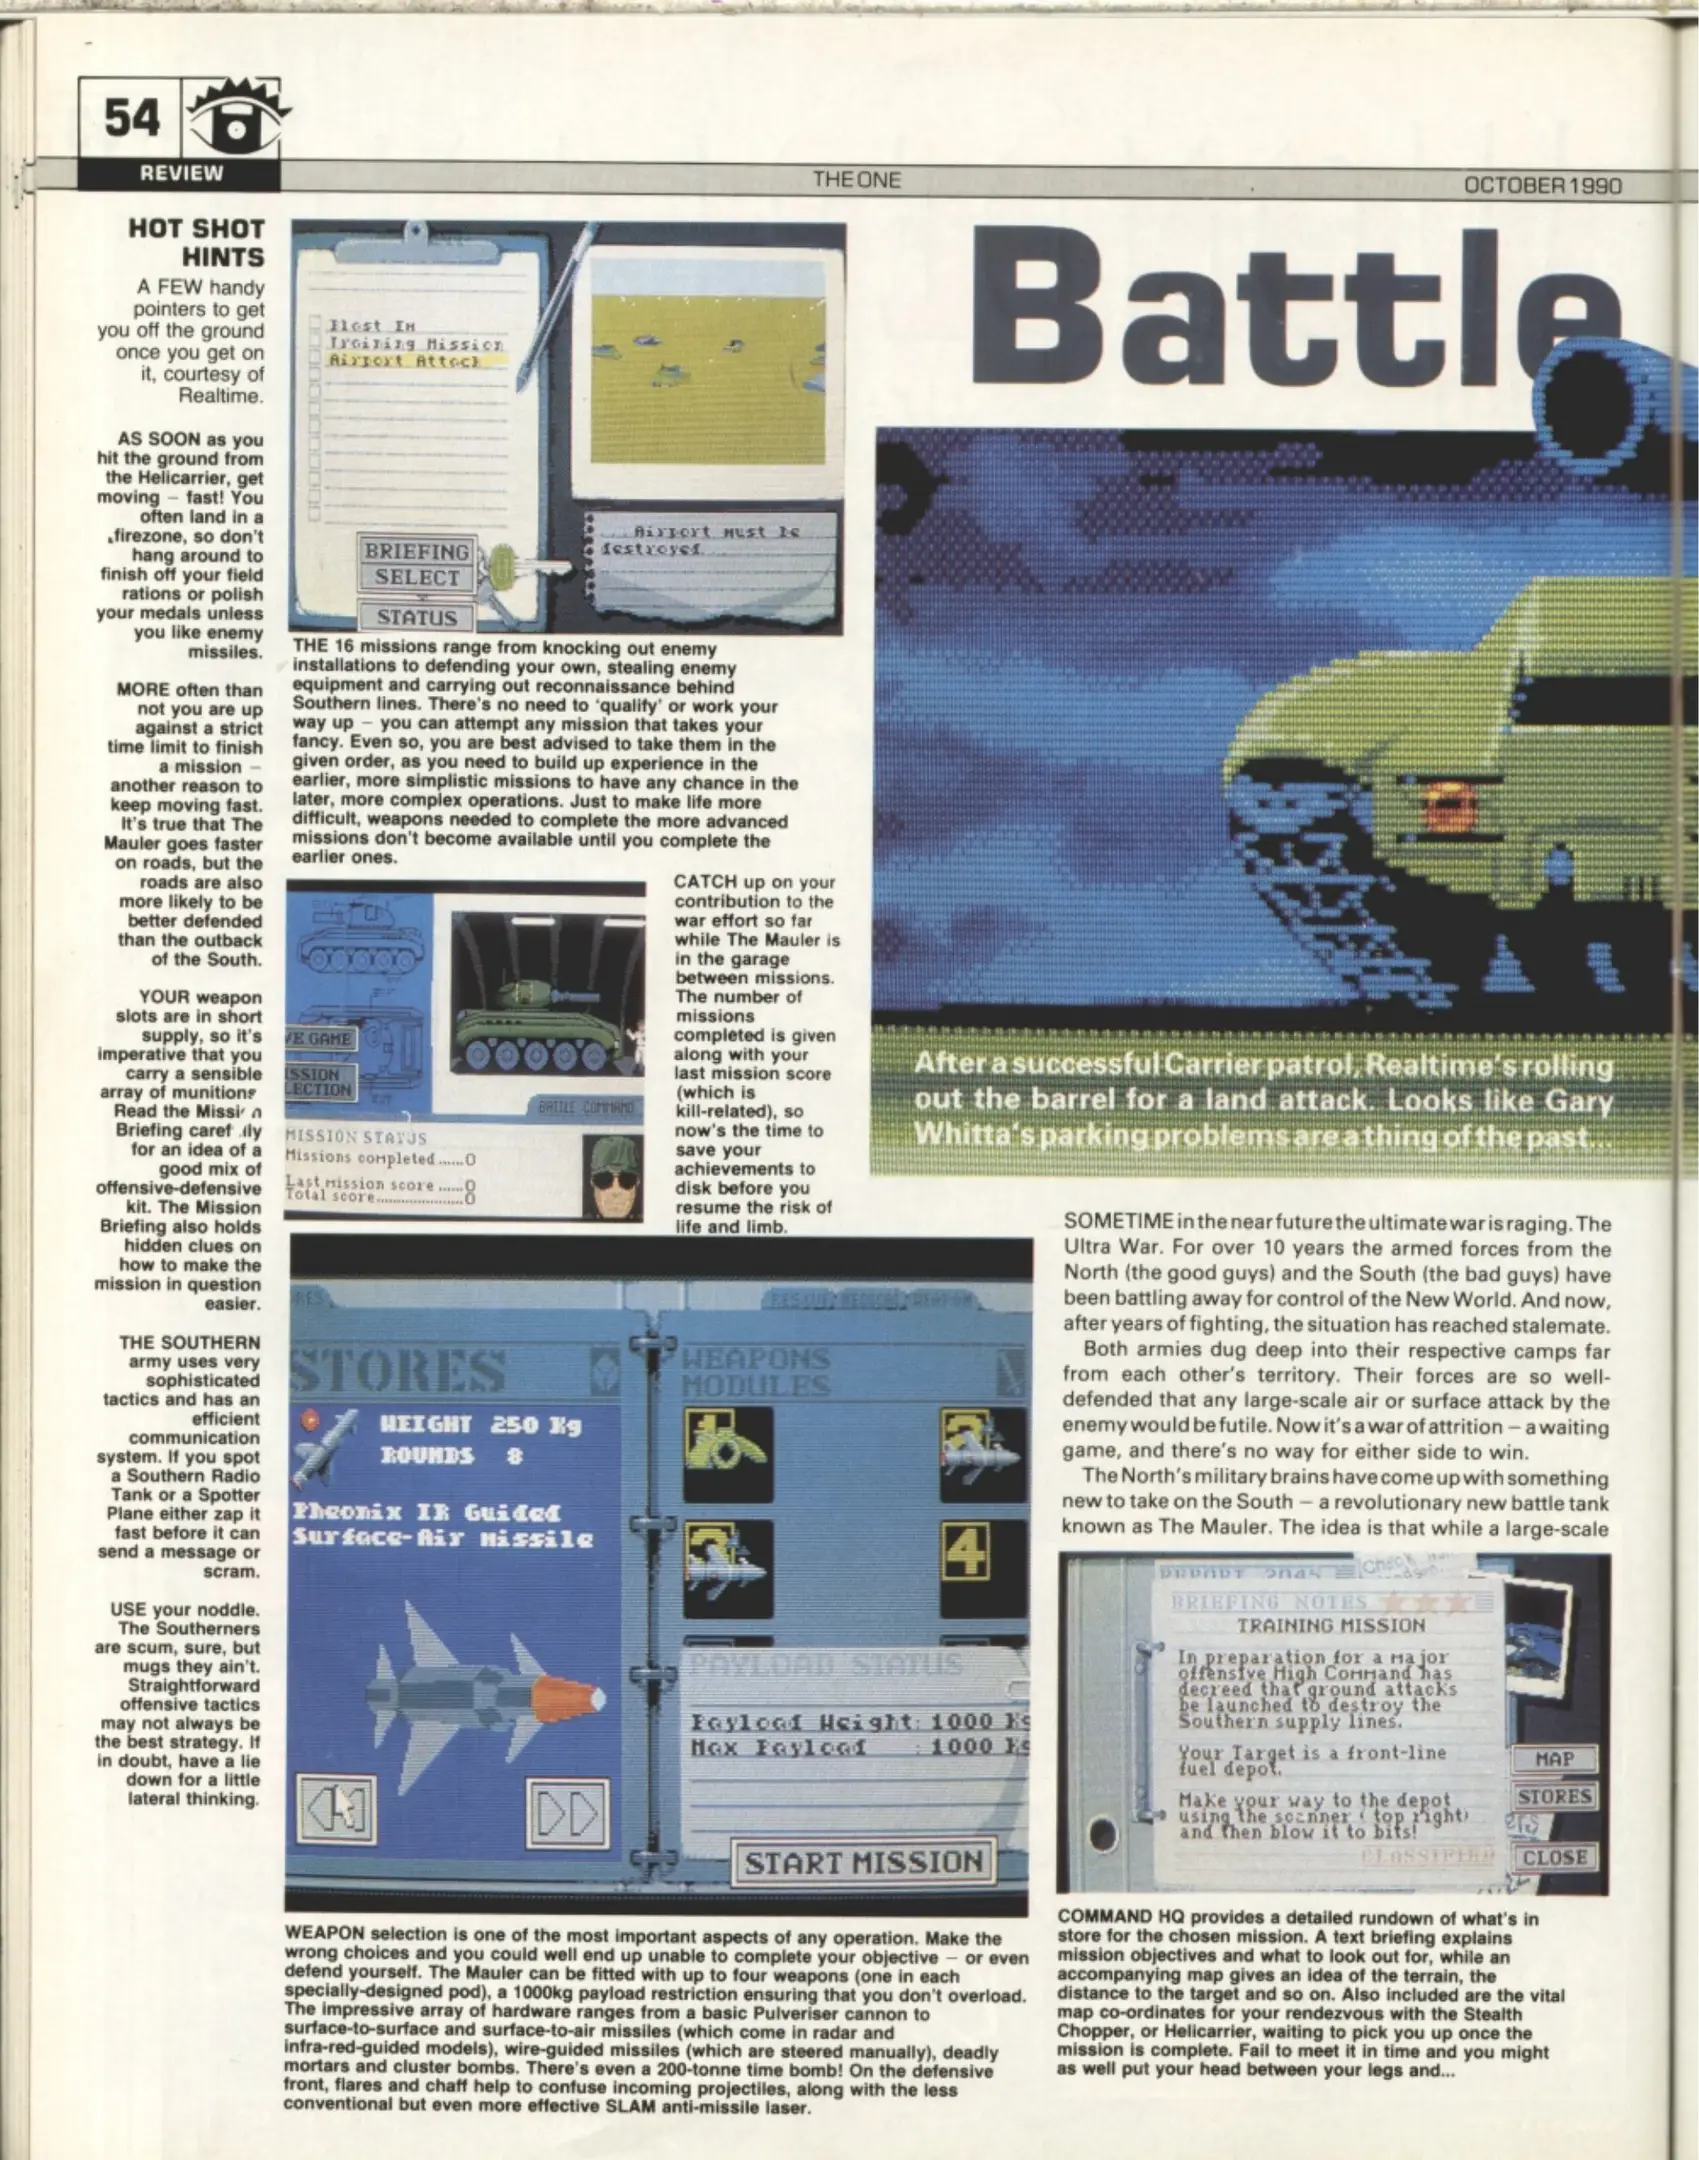 54
REVIEW
THE ONE
OCTOBER 1990
HOT SHOT
HINTS
A FEW handy
pointers to get
you off the ground
once you get on
it, courtesy of
Realtime.
AS SOON as you
hit the ground from
the Helicarrier, get
moving – fast! You
often land in a
firezone, so don't
hang around to
finish off your field
rations or polish
your medals unless
you like enemy
missiles.
MORE often than
not you are up
against a strict
time limit to finish
a mission –
another reason to
keep moving fast.
It's true that The
Mauler goes faster
on roads, but the
roads are also
more likely to be
better defended
than the outback
of the South.
YOUR weapon
slots are in short
supply, so it's
imperative that you
carry a sensible
array of munitions
Read the Missi n
Briefing caref lly
for an idea of a
good mix of
offensive-defensive
kit. The Mission
Briefing also holds
hidden clues on
how to make the
mission in question
easier.
THE SOUTHERN
army uses very
sophisticated
tactics and has an
efficient
communication
system. If you spot
a Southern Radio
Tank or a Spotter
Plane either zap it
fast before it can
send a message or
scram.
USE your noddle.
The Southerners
are scum, sure, but
mugs they ain't.
Straightforward
offensive tactics
may not always be
the best strategy. If
in doubt, have a lie
down for a little
lateral thinking.
Blast Em
Training Mission
Airport Attack
BRIEFING
SELECT
STATUS
Airport must be
destroyed.
THE 16 missions range from knocking out enemy
installations to defending your own, stealing enemy
equipment and carrying out reconnaissance behind
Southern lines. There's no need to 'qualify' or work your
way up – you can attempt any mission that takes your
fancy. Even so, you are best advised to take them in the
given order, as you need to build up experience in the
earlier, more simplistic missions to have any chance in the
later, more complex operations. Just to make life more
difficult, weapons needed to complete the more advanced
missions don't become available until you complete the
earlier ones.
VE GAME
SSION
LECTION
BATTLE COMMAND
MISSION STATUS
Missions completed ......0
Last mission score ......0
Total score......................0
CATCH up on your
contribution to the
war effort so far
while The Mauler is
in the garage
between missions.
The number of
missions
completed is given
along with your
last mission score
(which is
kill-related), so
now's the time to
save your
achievements to
disk before you
resume the risk of
life and limb.
STORES
WEIGHT 250 Kg
ROUNDS 8
Pheonix IR Guided
Surface-Air Missile
WEAPONS
MODULES
1
2
3
4
PAYLOAD STATUS
Payload Weight: 1000 Kg
Max Payload : 1000 Kg
START MISSION
WEAPON selection is one of the most important aspects of any operation. Make the
wrong choices and you could well end up unable to complete your objective – or even
defend yourself. The Mauler can be fitted with up to four weapons (one in each
specially-designed pod), a 1000kg payload restriction ensuring that you don't overload.
The impressive array of hardware ranges from a basic Pulveriser cannon to
surface-to-surface and surface-to-air missiles (which come in radar and
infra-red-guided models), wire-guided missiles (which are steered manually), deadly
mortars and cluster bombs. There's even a 200-tonne time bomb! On the defensive
front, flares and chaff help to confuse incoming projectiles, along with the less
conventional but even more effective SLAM anti-missile laser.
Battle
After a successful Carrier patrol, Realtime's rolling
out the barrel for a land attack. Looks like Gary
Whitta's parking problems are a thing of the past...
SOMETIME in the near future the ultimate war is raging. The
Ultra War. For over 10 years the armed forces from the
North (the good guys) and the South (the bad guys) have
been battling away for control of the New World. And now,
after years of fighting, the situation has reached stalemate.
Both armies dug deep into their respective camps far
from each other's territory. Their forces are so well-
defended that any large-scale air or surface attack by the
enemy would be futile. Now it's a war of attrition – a waiting
game, and there's no way for either side to win.
The North's military brains have come up with something
new to take on the South – a revolutionary new battle tank
known as The Mauler. The idea is that while a large-scale
REPORT 2045
BRIEFING NOTES
TRAINING MISSION
In preparation for a major
offensive High Command has
decreed that ground attacks
be launched to destroy the
Southern supply lines.
Your Target is a front-line
fuel depot.
Make your way to the depot
using the scanner ( top right)
and then blow it to bits!
CLASSIFIED
MAP
STORES
CLOSE
COMMAND HQ provides a detailed rundown of what's in
store for the chosen mission. A text briefing explains
mission objectives and what to look out for, while an
accompanying map gives an idea of the terrain, the
distance to the target and so on. Also included are the vital
map co-ordinates for your rendezvous with the Stealth
Chopper, or Helicarrier, waiting to pick you up once the
mission is complete. Fail to meet it in time and you might
as well put your head between your legs and...